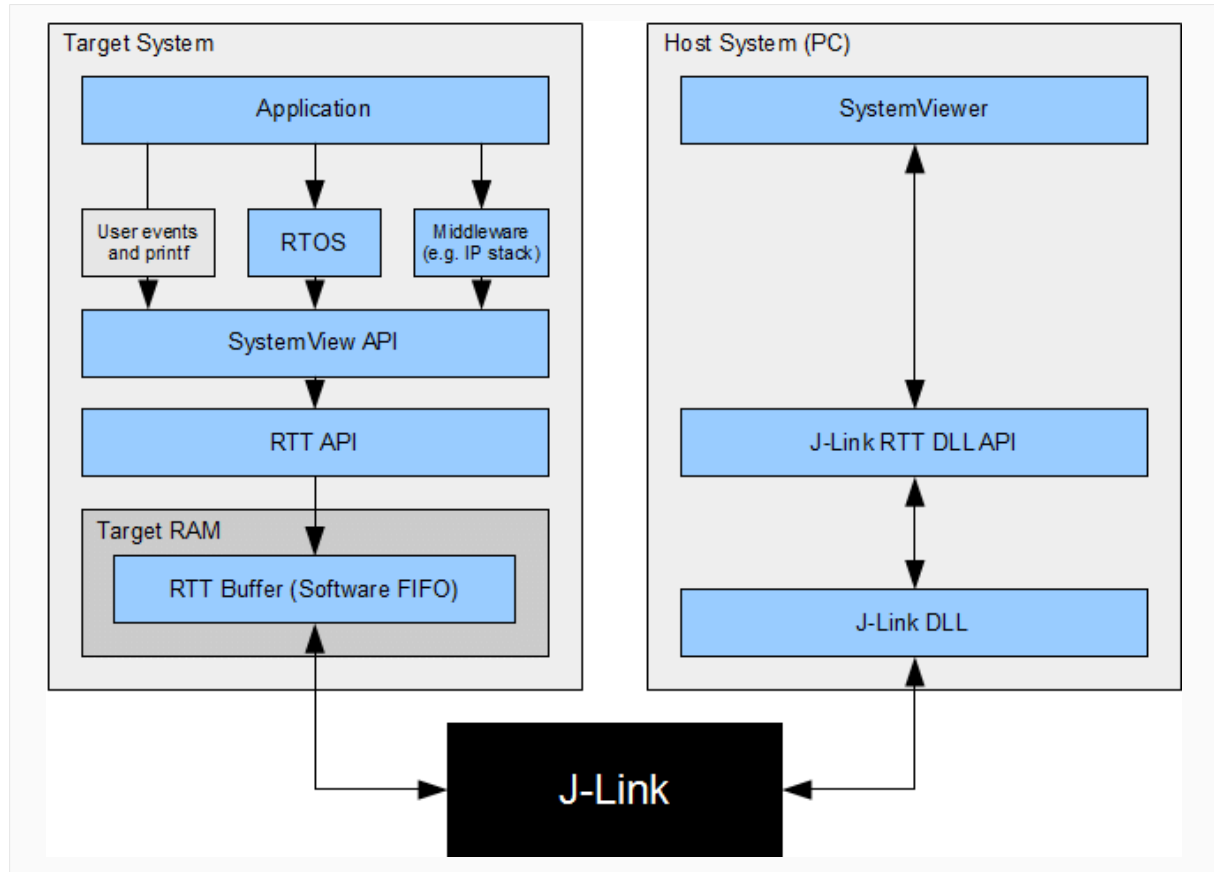 Target System
Application
User events
and printf
RTOS
Middleware
(e.g. IP stack)
SystemView API
RTT API
Target RAM
RTT Buffer (Software FIFO)
Host System (PC)
SystemViewer
J-Link RTT DLL API
J-Link DLL
J-Link